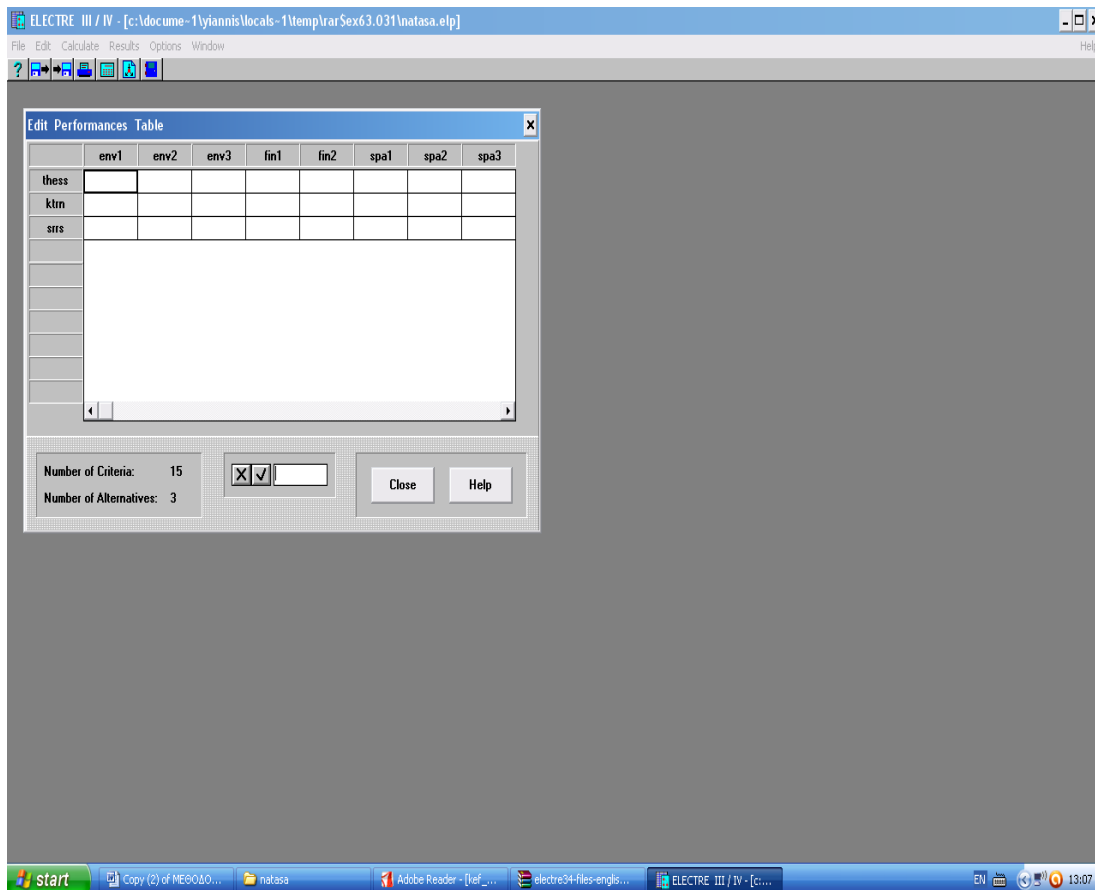 ELECTRE III / IV - [c:\docume~1\yiannis\locals~1\temp\rar$ex63.031\natasa.elp]
File Edit Calculate Results Options Window Help
?
Edit Performances Table
env1 env2 env3 fin1 fin2 spa1 spa2 spa3
thess
ktrn
srrs
Number of Criteria: 15
Number of Alternatives: 3
Close Help
start Copy (2) of ΜΕΘΟΔΟ... natasa Adobe Reader - [kef_... electre34-files-englis... ELECTRE III / IV - [c:... EN 13:07